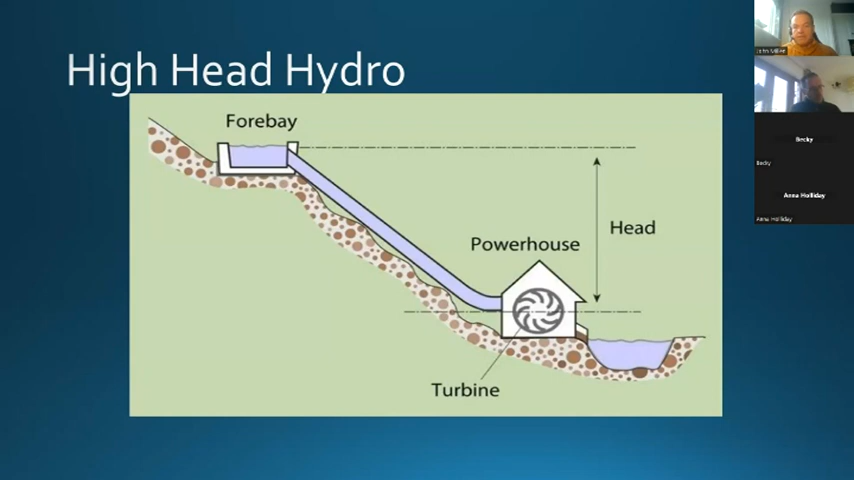 High Head Hydro
Forebay
Head
Powerhouse
Turbine
John Miller
Becky
Becky
Anna Holliday
Anna Holliday